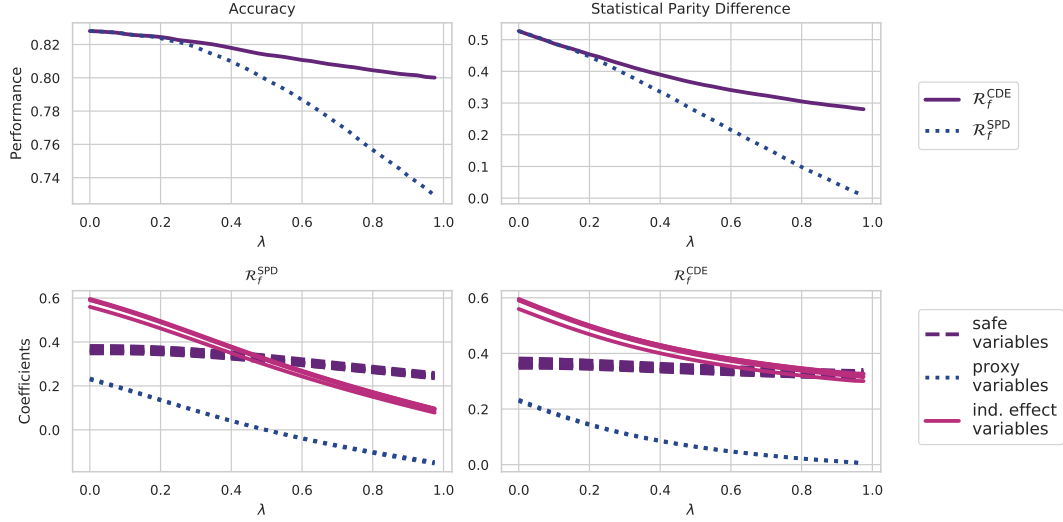 Accuracy
Statistical Parity Difference
Performance
0.82
0.80
0.78
0.76
0.74
0.0 0.2 0.4 0.6 0.8 1.0
λ
0.5
0.4
0.3
0.2
0.1
0.0
0.0 0.2 0.4 0.6 0.8 1.0
λ
R_f^CDE
R_f^SPD
R_f^SPD
R_f^CDE
Coefficients
0.6
0.4
0.2
0.0
0.0 0.2 0.4 0.6 0.8 1.0
λ
0.6
0.4
0.2
0.0
0.0 0.2 0.4 0.6 0.8 1.0
λ
safe
variables
proxy
variables
ind. effect
variables